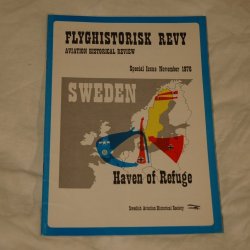 FLYGHISTORISK REVY
AVIATION HISTORICAL REVIEW
Special Issue November 1976
SWEDEN
Haven of Refuge
Swedish Aviation Historical Society